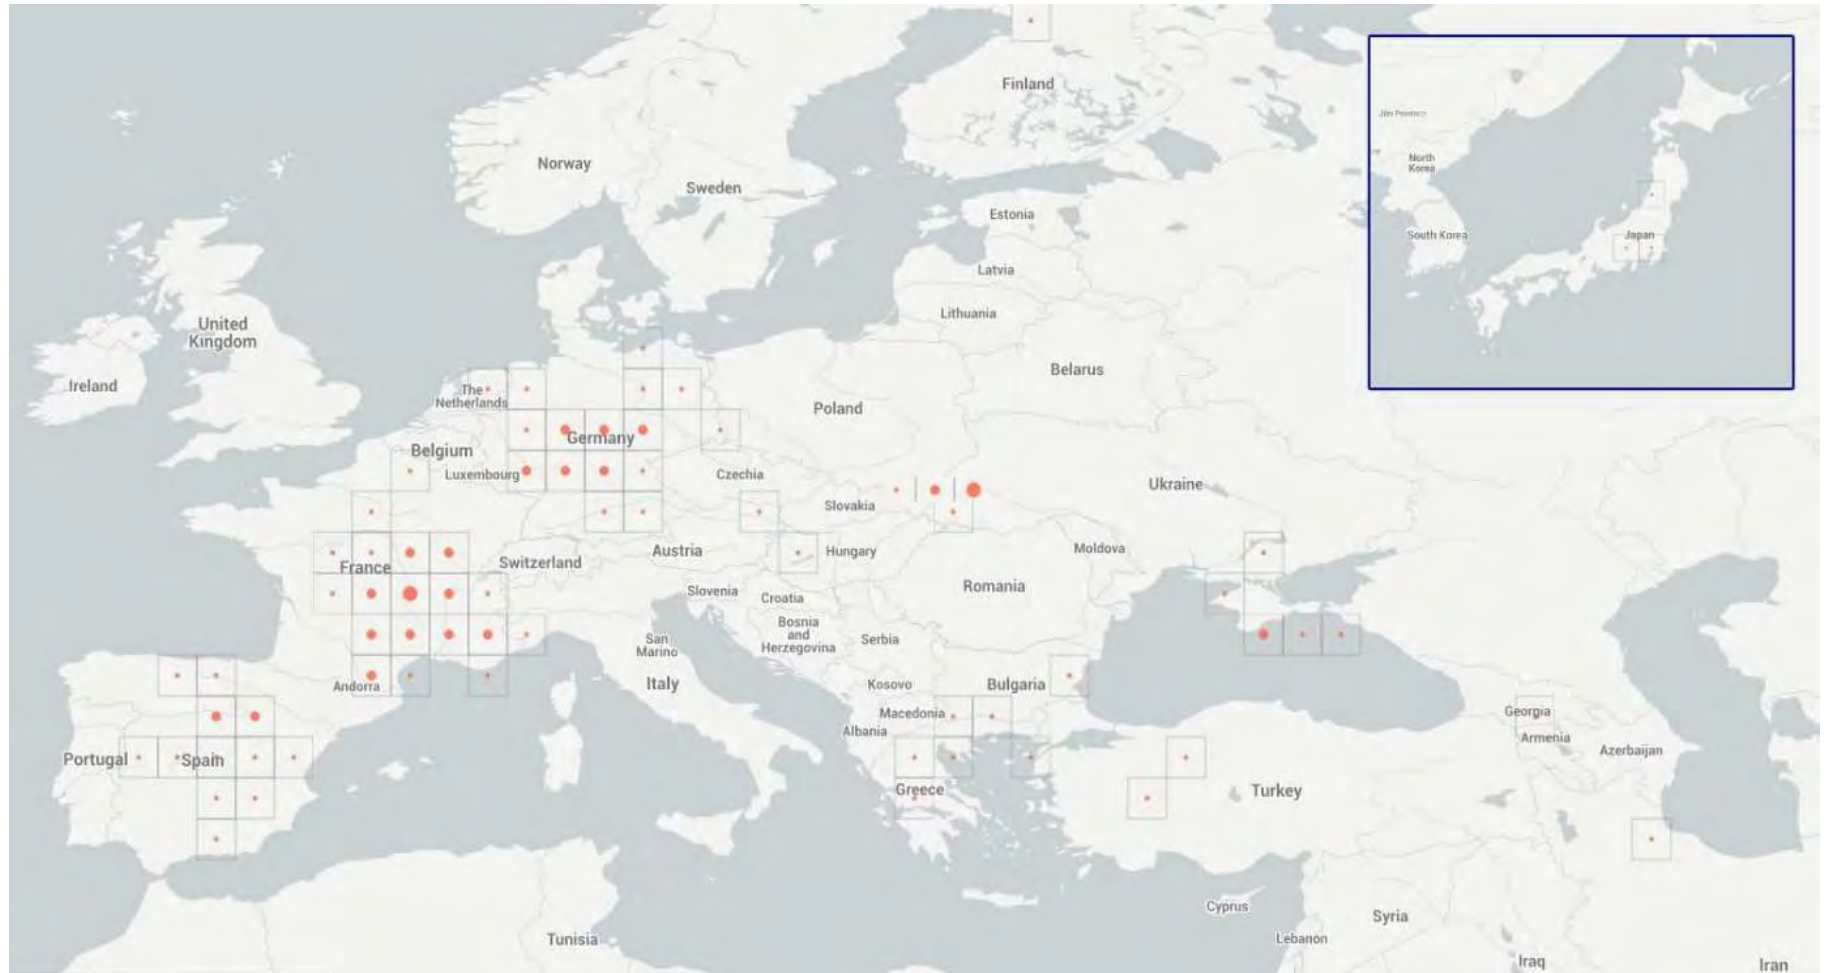 Finland
Jilin Province
North
Korea
Norway
Sweden
Estonia
South Korea
Japan
Latvia
United
Kingdom
Lithuania
Ireland
The
Netherlands
Belarus
Poland
Germany
Belgium
Luxembourg
Czechia
Ukraine
Slovakia
France
Switzerland
Austria
Hungary
Moldova
Slovenia
Croatia
Romania
Bosnia
and
Herzegovina
San
Marino
Serbia
Andorra
Italy
Kosovo
Bulgaria
Macedonia
Albania
Georgia
Armenia
Azerbaijan
Portugal
Spain
Greece
Turkey
Cyprus
Syria
Tunisia
Lebanon
Iraq
Iran